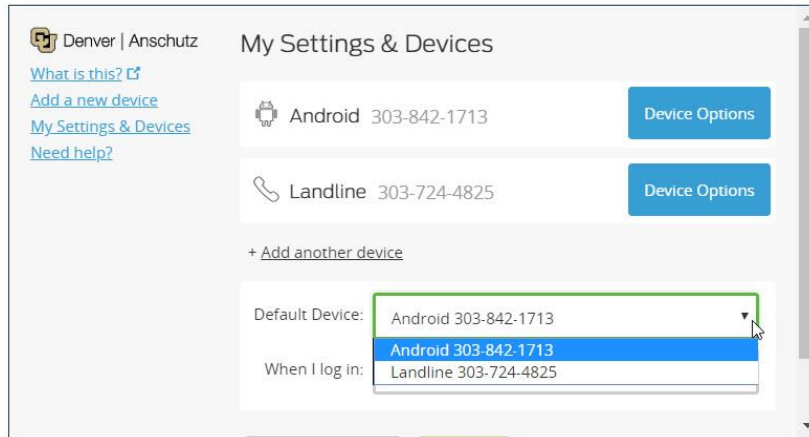 Denver | Anschutz
What is this?
Add a new device
My Settings & Devices
Need help?
My Settings & Devices
Android 303-842-1713
Device Options
Landline 303-724-4825
Device Options
+ Add another device
Default Device:
Android 303-842-1713
Android 303-842-1713
Landline 303-724-4825
When I log in: